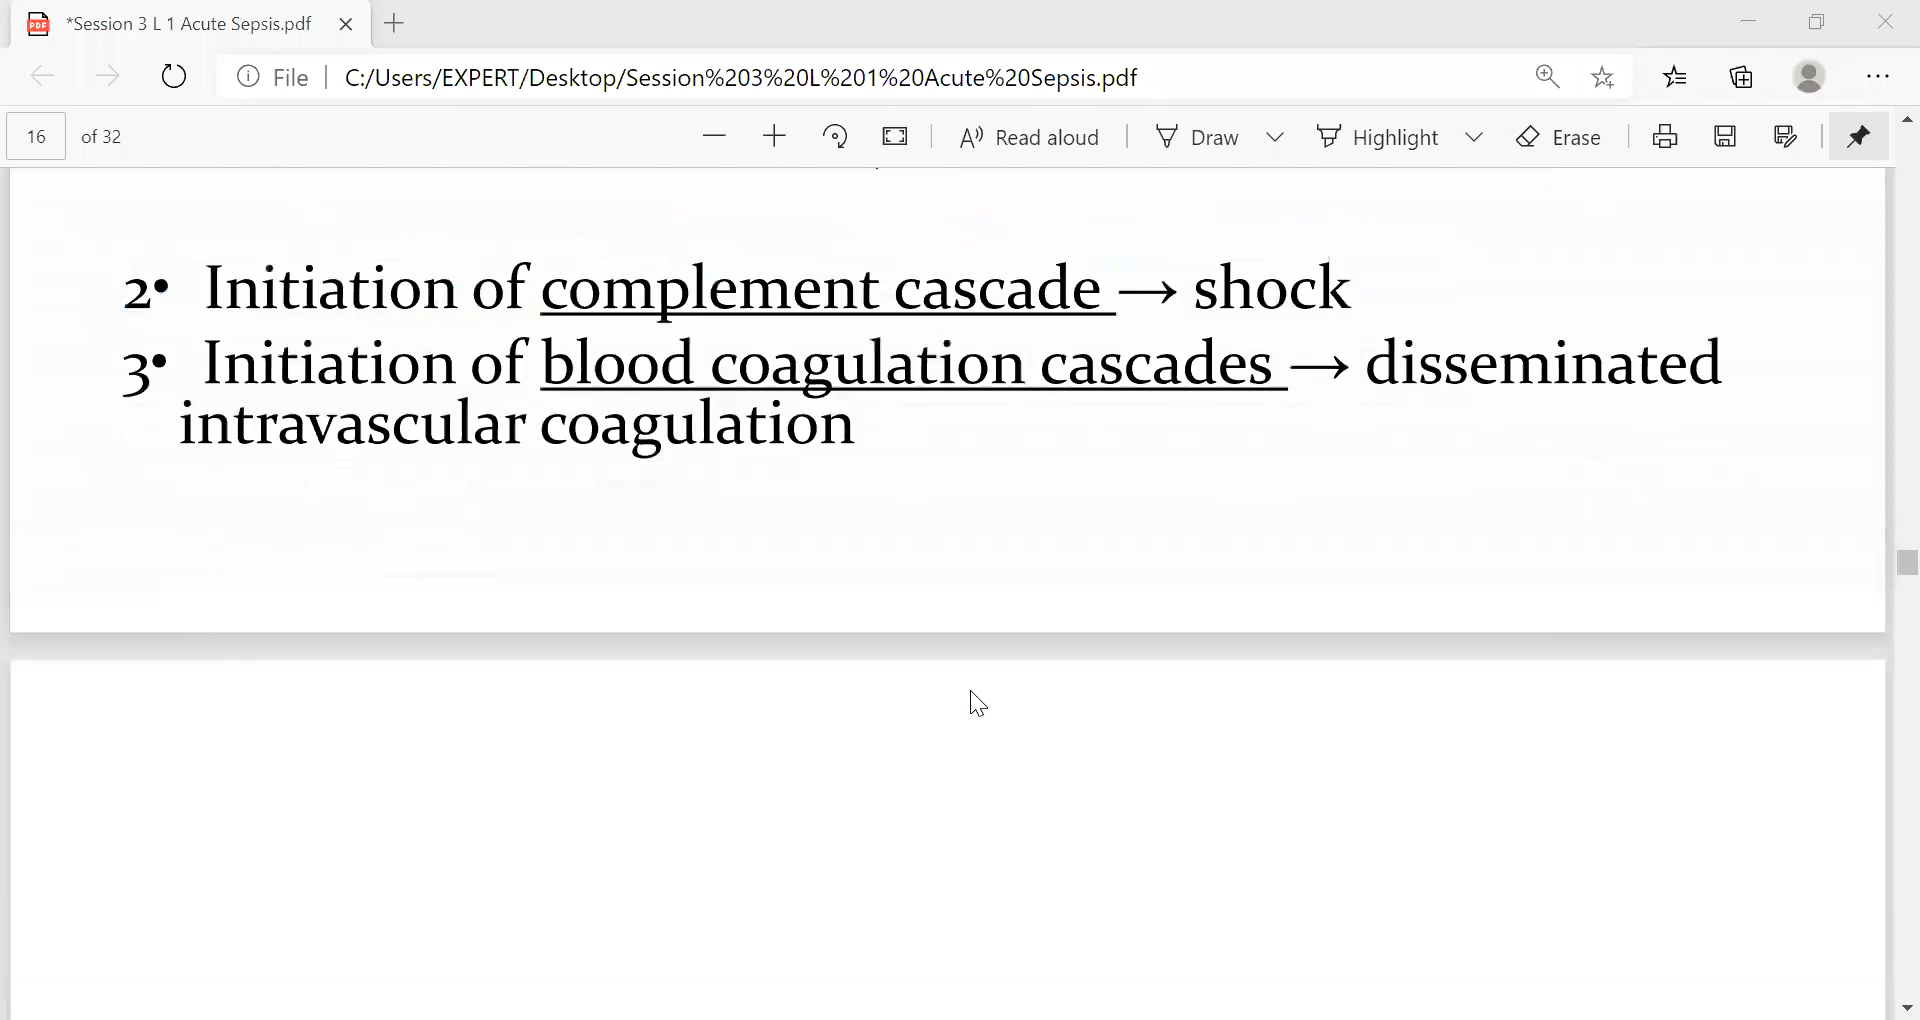 *Session 3 L 1 Acute Sepsis.pdf
File | C:/Users/EXPERT/Desktop/Session%203%20L%201%20Acute%20Sepsis.pdf
16 of 32 Read aloud Draw Highlight Erase
2• Initiation of complement cascade → shock
3• Initiation of blood coagulation cascades → disseminated
intravascular coagulation